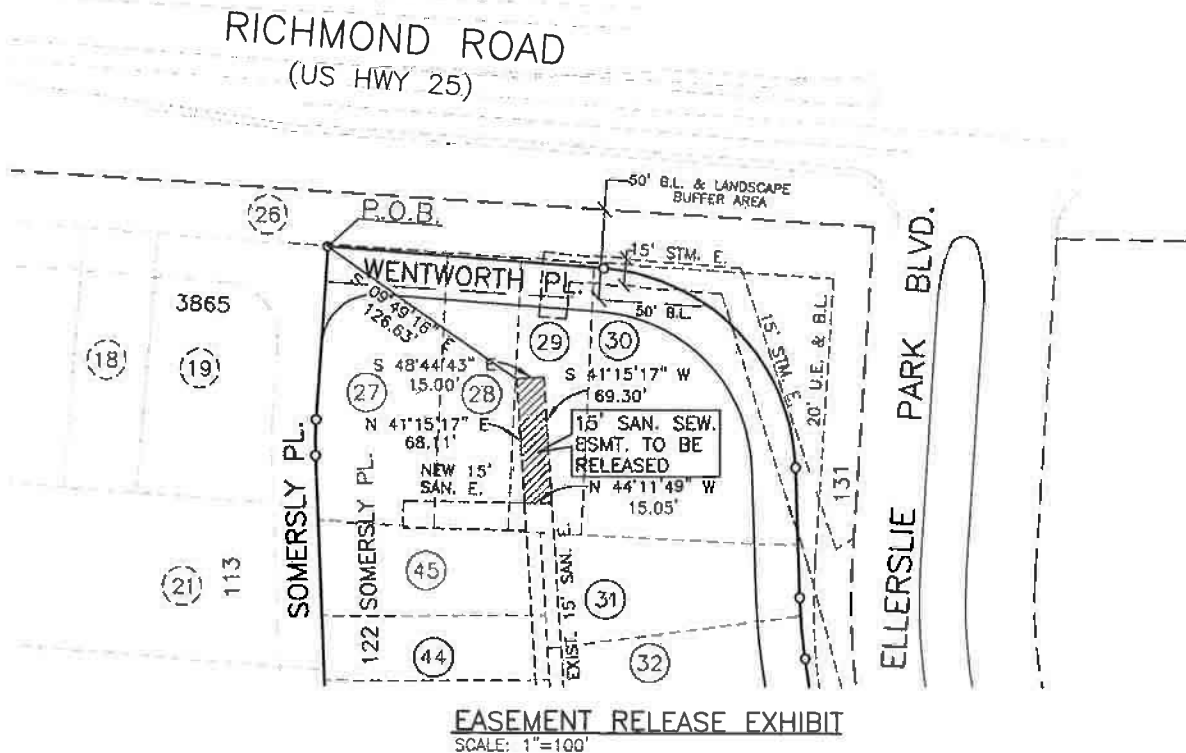 RICHMOND ROAD
(US HWY 25)
50' B.L. & LANDSCAPE
BUFFER AREA
26
P.O.B.
15' STM. E.
WENTWORTH PL.
50' B.L.
3865
S 09°49'16" E
126.63'
15' STM. E.
20' U.E. & B.L.
ELLERSLIE PARK BLVD.
18
19
29
30
S 48°44'43" E
15.00'
S 41°15'17" W
69.30'
27
28
N 41°15'17" E
68.11'
15' SAN. SEW.
ESMT. TO BE
RELEASED
NEW 15'
SAN. E.
N 44°11'49" W
15.05'
131
SOMERSLY PL.
122 SOMERSLY PL.
21
113
45
EXIST. 15' SAN. E.
31
44
32
EASEMENT RELEASE EXHIBIT
SCALE: 1"=100'